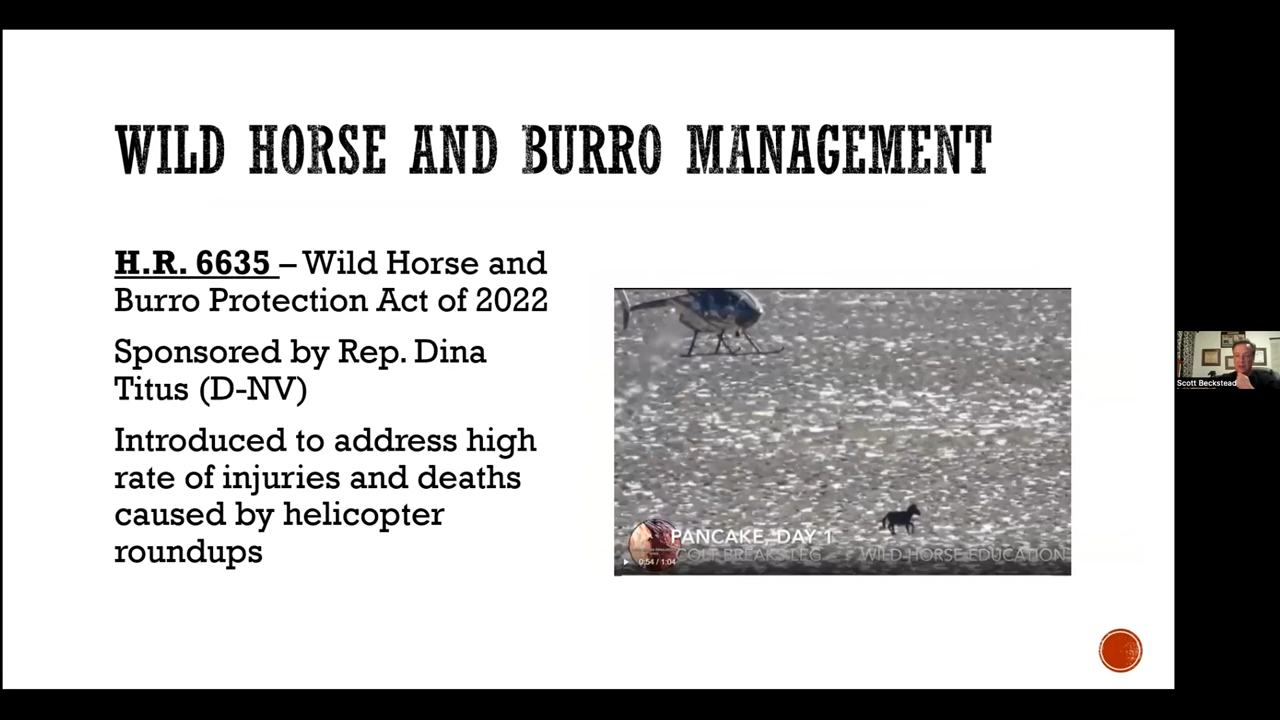 WILD HORSE AND BURRO MANAGEMENT
H.R. 6635 – Wild Horse and
Burro Protection Act of 2022
Sponsored by Rep. Dina
Titus (D-NV)
Introduced to address high
rate of injuries and deaths
caused by helicopter
roundups
PANCAKE, DAY 1
COLT BREAKS LEG
WILD HORSE EDUCATION
0:54 / 1:04
Scott Beckstead